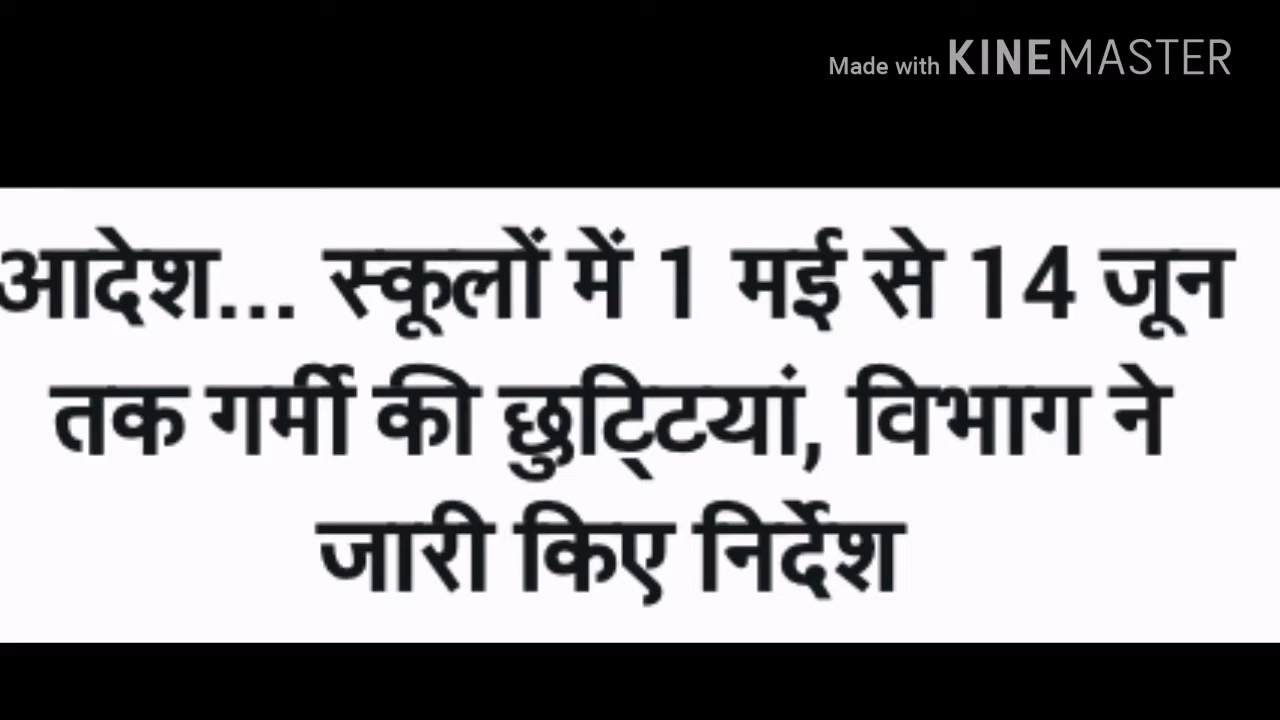 Made with KINEMASTER
आदेश... स्कूलों में 1 मई से 14 जून
तक गर्मी की छुट्टियां, विभाग ने
जारी किए निर्देश